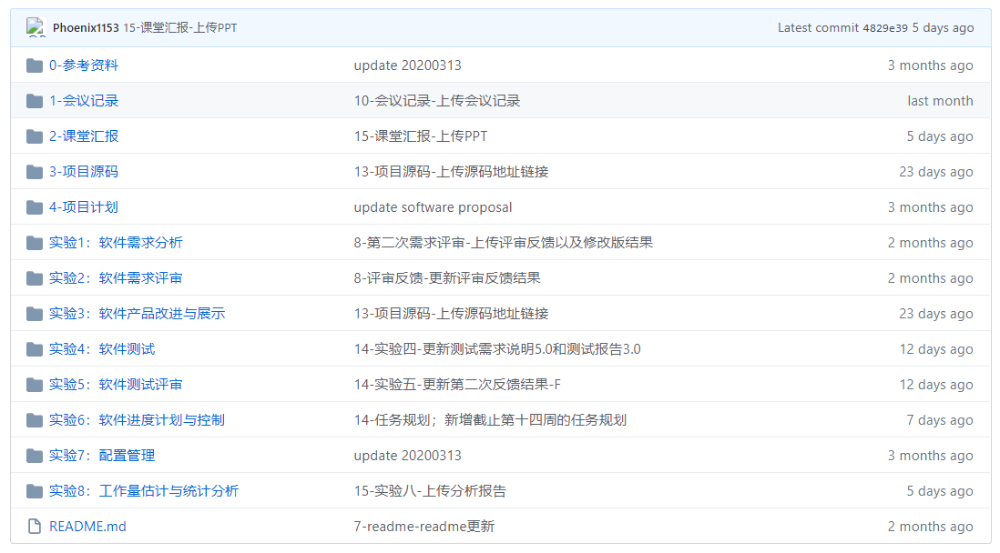 Phoenix1153 15-课堂汇报-上传PPT Latest commit 4829e39 5 days ago
0-参考资料 update 20200313 3 months ago
1-会议记录 10-会议记录-上传会议记录 last month
2-课堂汇报 15-课堂汇报-上传PPT 5 days ago
3-项目源码 13-项目源码-上传源码地址链接 23 days ago
4-项目计划 update software proposal 3 months ago
实验1：软件需求分析 8-第二次需求评审-上传评审反馈以及修改版结果 2 months ago
实验2：软件需求评审 8-评审反馈-更新评审反馈结果 2 months ago
实验3：软件产品改进与展示 13-项目源码-上传源码地址链接 23 days ago
实验4：软件测试 14-实验四-更新测试需求说明5.0和测试报告3.0 12 days ago
实验5：软件测试评审 14-实验五-更新第二次反馈结果-F 12 days ago
实验6：软件进度计划与控制 14-任务规划；新增截止第十四周的任务规划 7 days ago
实验7：配置管理 update 20200313 3 months ago
实验8：工作量估计与统计分析 15-实验八-上传分析报告 5 days ago
README.md 7-readme-readme更新 2 months ago